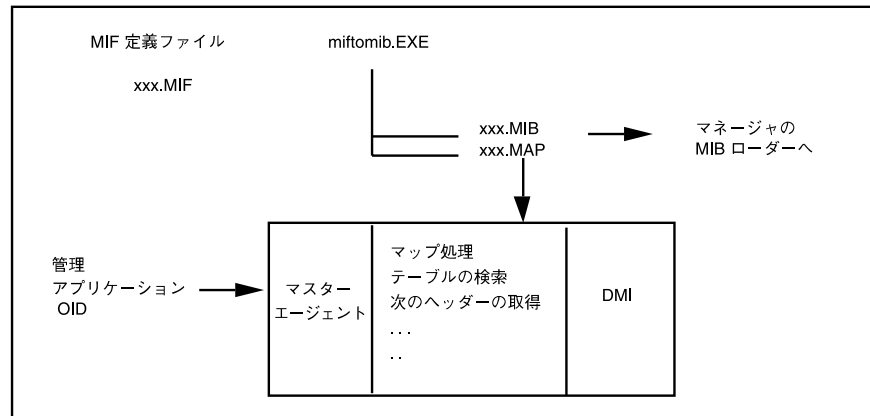 MIF 定義ファイル
miftomib.EXE
xxx.MIF
xxx.MIB
xxx.MAP
マネージャの
MIB ローダーへ
管理
アプリケーション
OID
マスター
エージェント
マップ処理
テーブルの検索
次のヘッダーの取得
. . .
. .
DMI